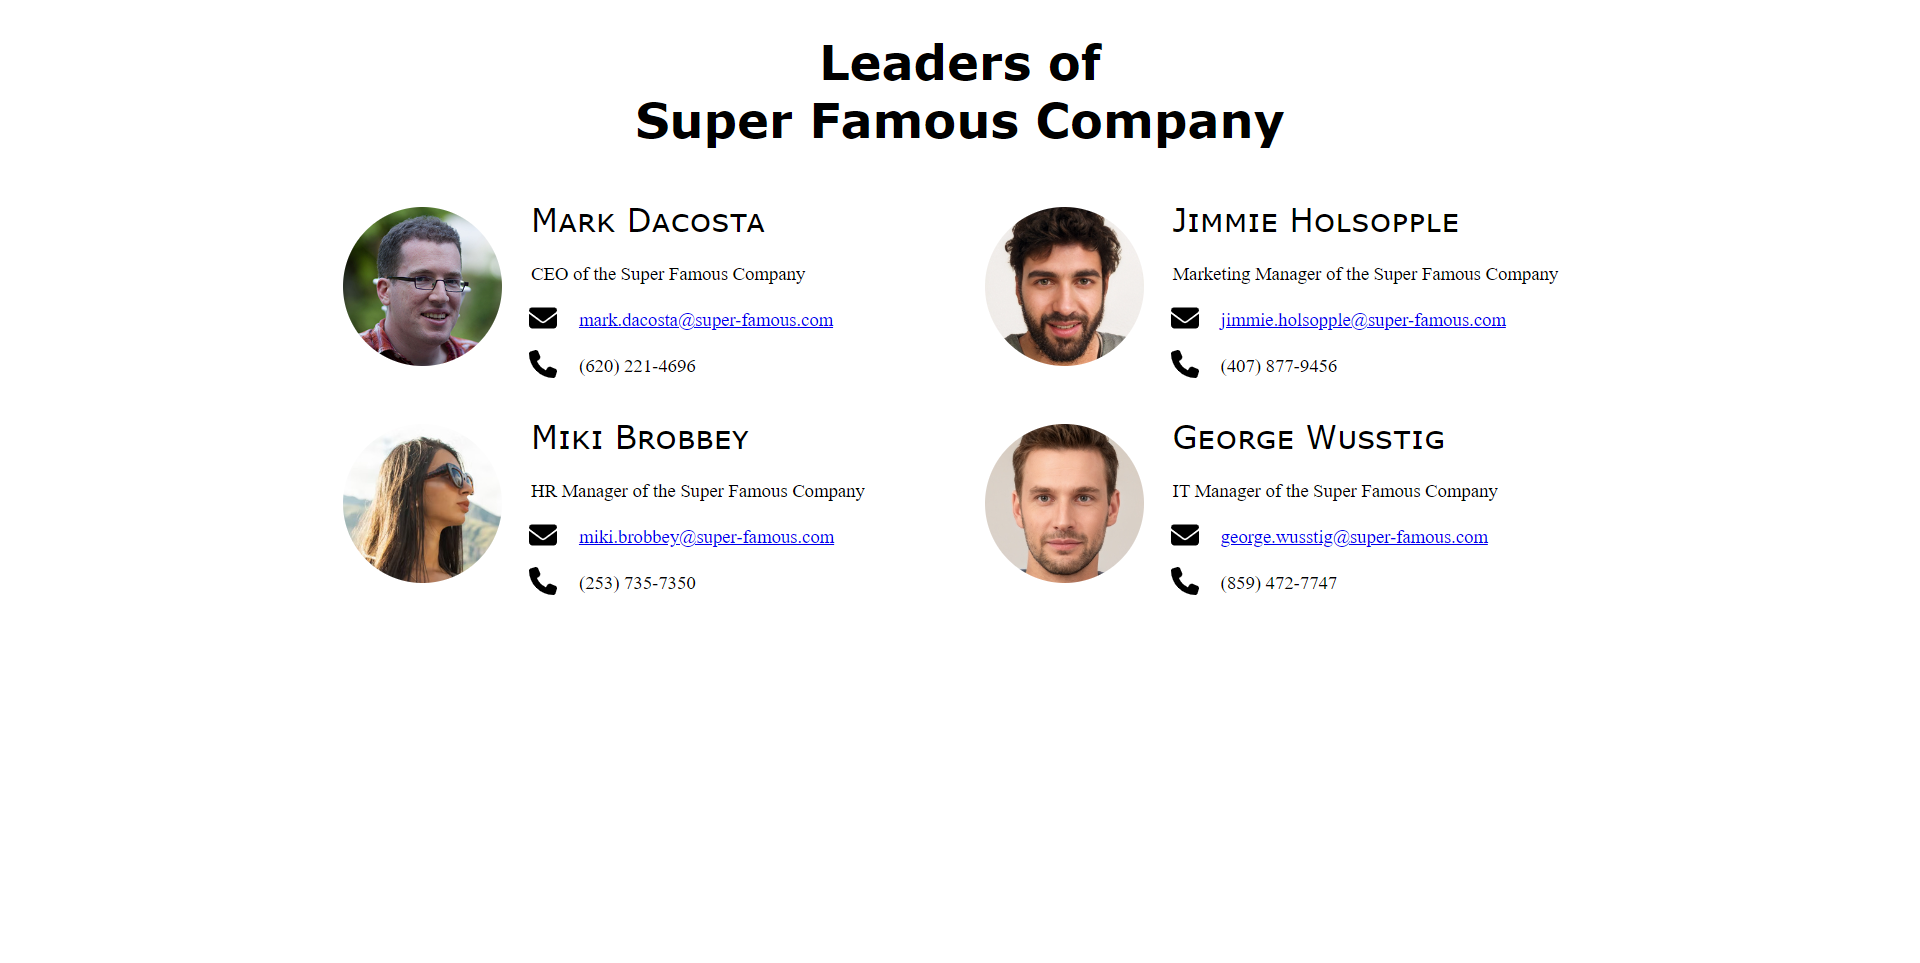 Leaders of
Super Famous Company
Mark Dacosta
CEO of the Super Famous Company
mark.dacosta@super-famous.com
(620) 221-4696
Jimmie Holsopple
Marketing Manager of the Super Famous Company
jimmie.holsopple@super-famous.com
(407) 877-9456
Miki Brobbey
HR Manager of the Super Famous Company
miki.brobbey@super-famous.com
(253) 735-7350
George Wusstig
IT Manager of the Super Famous Company
george.wusstig@super-famous.com
(859) 472-7747